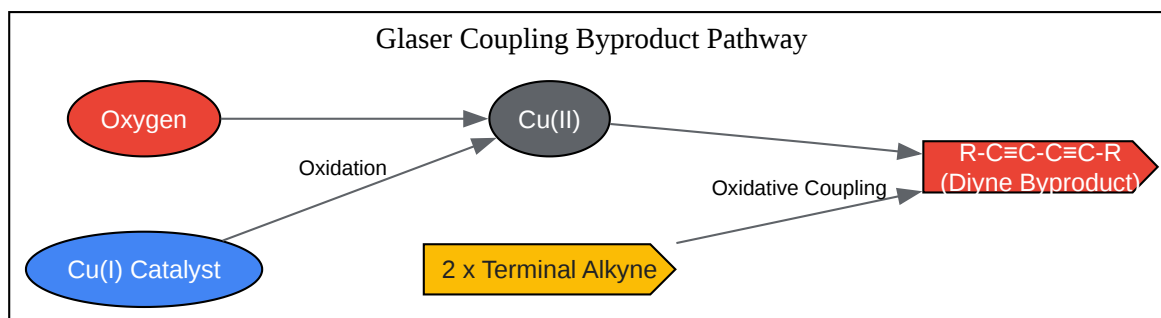 Glaser Coupling Byproduct Pathway
Oxygen
Cu(II)
Oxidation
R-C≡C-C≡C-R
(Diyne Byproduct)
Oxidative Coupling
Cu(I) Catalyst
2 x Terminal Alkyne